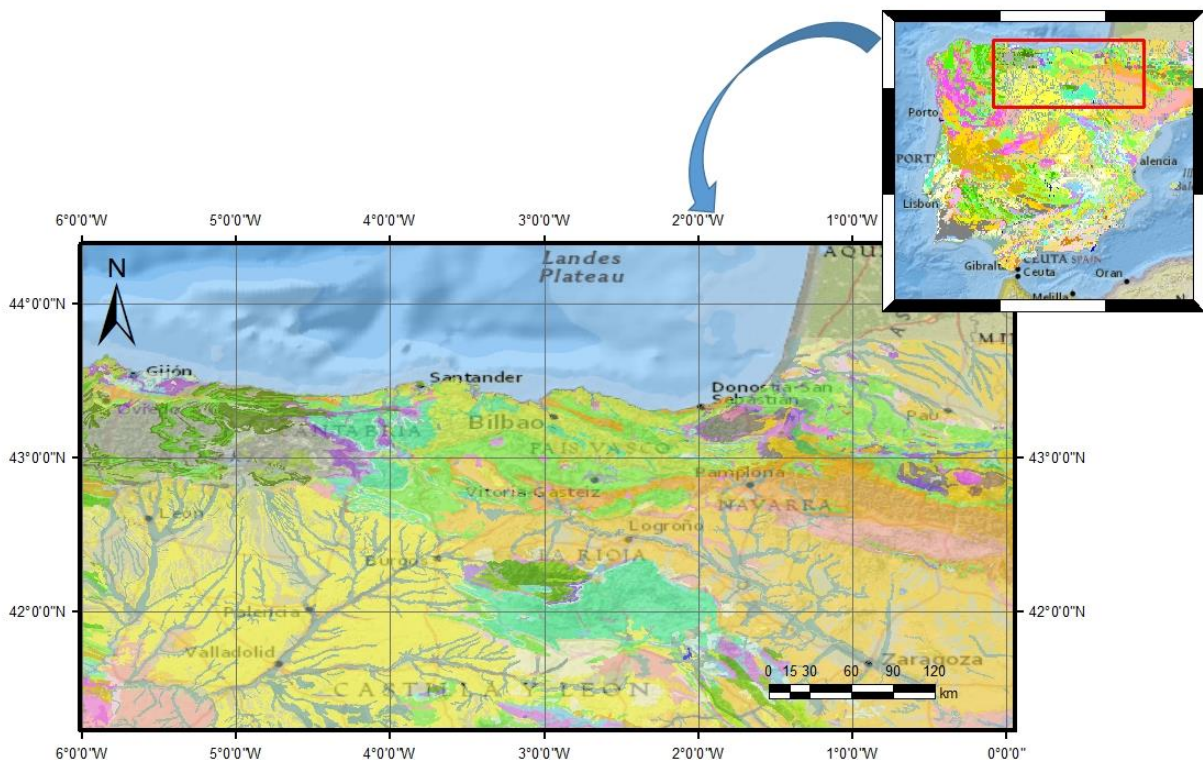 Porto
PORT
Lisbon
alencia
Gibralt
CEUTA SPAIN
Ceuta
Oran
Melilla
6°0'0"W
5°0'0"W
4°0'0"W
3°0'0"W
2°0'0"W
1°0'0"W
N
Landes
Plateau
AQU
44°0'0"N
MI
Gijón
Santander
Donostra-San
Sebastián
Oviedo
ANTABRIA
Bilbao
PAIS VASCO
Pau
43°0'0"N
43°0'0"N
Pamplona
Vitoria-Gasteiz
NAVARRA
León
Logroño
Burgo
LA RIOJA
42°0'0"N
42°0'0"N
Palencia
Valladolid
Zaragoza
0 15 30 60 90 120
km
CASTILLA Y LEON
6°0'0"W
5°0'0"W
4°0'0"W
3°0'0"W
2°0'0"W
1°0'0"W
0°0'0"